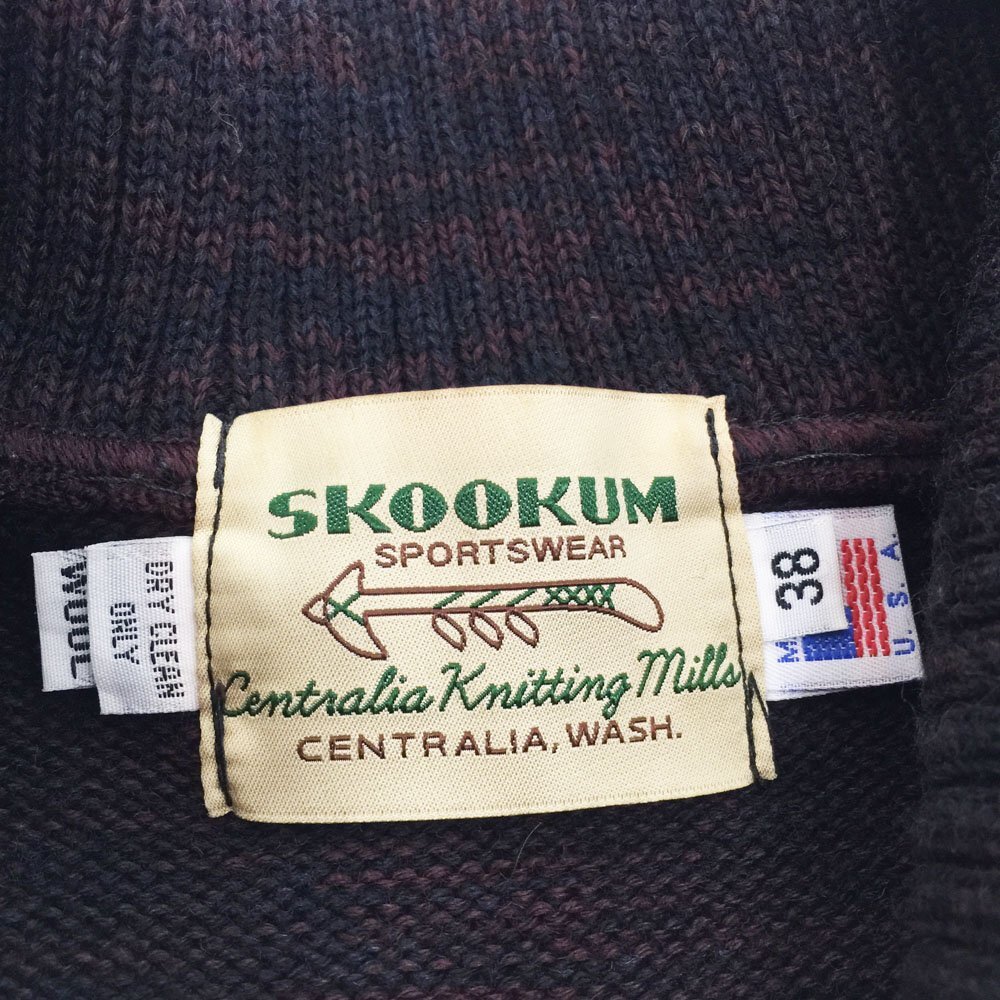 SKOOKUM
SPORTSWEAR
Centralia Knitting Mills
CENTRALIA, WASH.
WOOL
DRY CLEAN
ONLY
38
U.S.A.